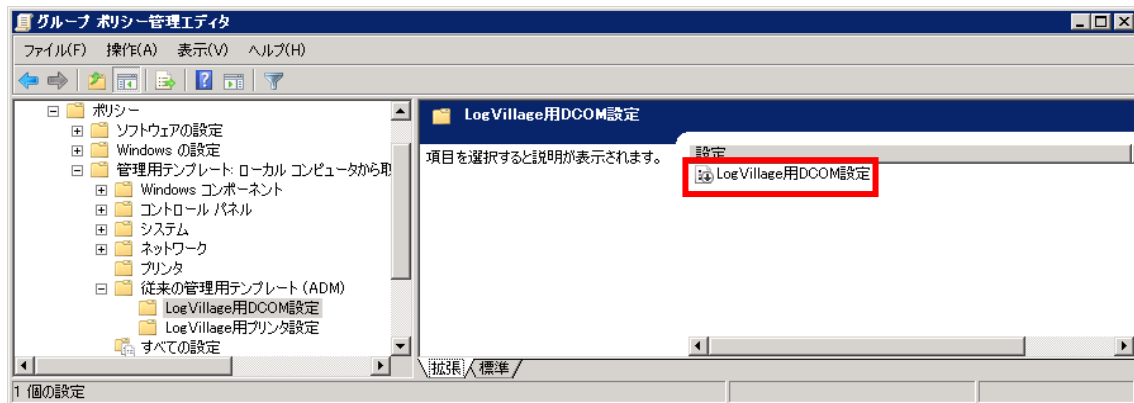 グループ ポリシー管理エディタ
ファイル(F) 操作(A) 表示(V) ヘルプ(H)
ポリシー
ソフトウェアの設定
Windows の設定
管理用テンプレート: ローカル コンピュータから取
Windows コンポーネント
コントロール パネル
システム
ネットワーク
プリンタ
従来の管理用テンプレート (ADM)
LogVillage用DCOM設定
LogVillage用プリンタ設定
すべての設定
LogVillage用DCOM設定
項目を選択すると説明が表示されます。
設定
LogVillage用DCOM設定
拡張 標準
1 個の設定